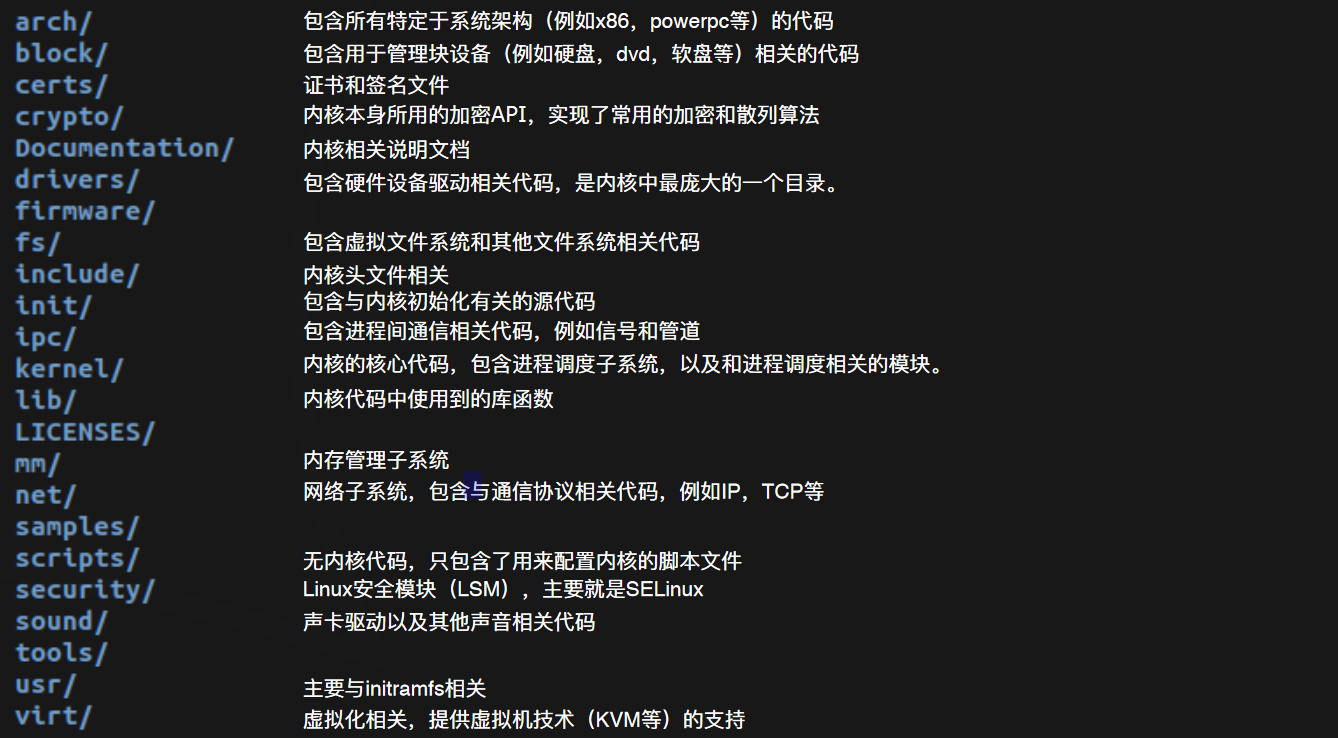 arch/ 包含所有特定于系统架构（例如x86，powerpc等）的代码
block/ 包含用于管理块设备（例如硬盘，dvd，软盘等）相关的代码
certs/ 证书和签名文件
crypto/ 内核本身所用的加密API，实现了常用的加密和散列算法
Documentation/ 内核相关说明文档
drivers/ 包含硬件设备驱动相关代码，是内核中最庞大的一个目录。
firmware/
fs/ 包含虚拟文件系统和其他文件系统相关代码
include/ 内核头文件相关
init/ 包含与内核初始化有关的源代码
ipc/ 包含进程间通信相关代码，例如信号和管道
kernel/ 内核的核心代码，包含进程调度子系统，以及和进程调度相关的模块。
lib/ 内核代码中使用到的库函数
LICENSES/
mm/ 内存管理子系统
net/ 网络子系统，包含与通信协议相关代码，例如IP，TCP等
samples/
scripts/ 无内核代码，只包含了用来配置内核的脚本文件
security/ Linux安全模块（LSM），主要就是SELinux
sound/ 声卡驱动以及其他声音相关代码
tools/
usr/ 主要与initramfs相关
virt/ 虚拟化相关，提供虚拟机技术（KVM等）的支持